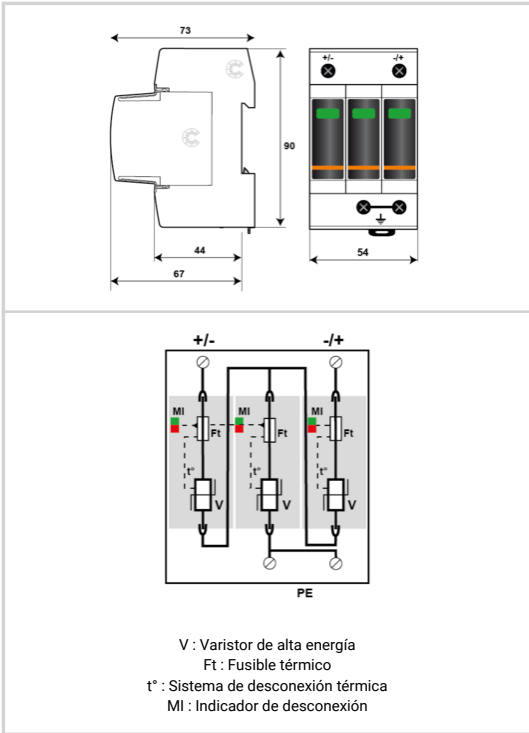 73
+/-
-/+
90
44
67
54
+/-
-/+
MI
MI
MI
Ft
Ft
Ft
t°
t°
t°
V
V
V
PE
V : Varistor de alta energía
Ft : Fusible térmico
t° : Sistema de desconexión térmica
MI : Indicador de desconexión